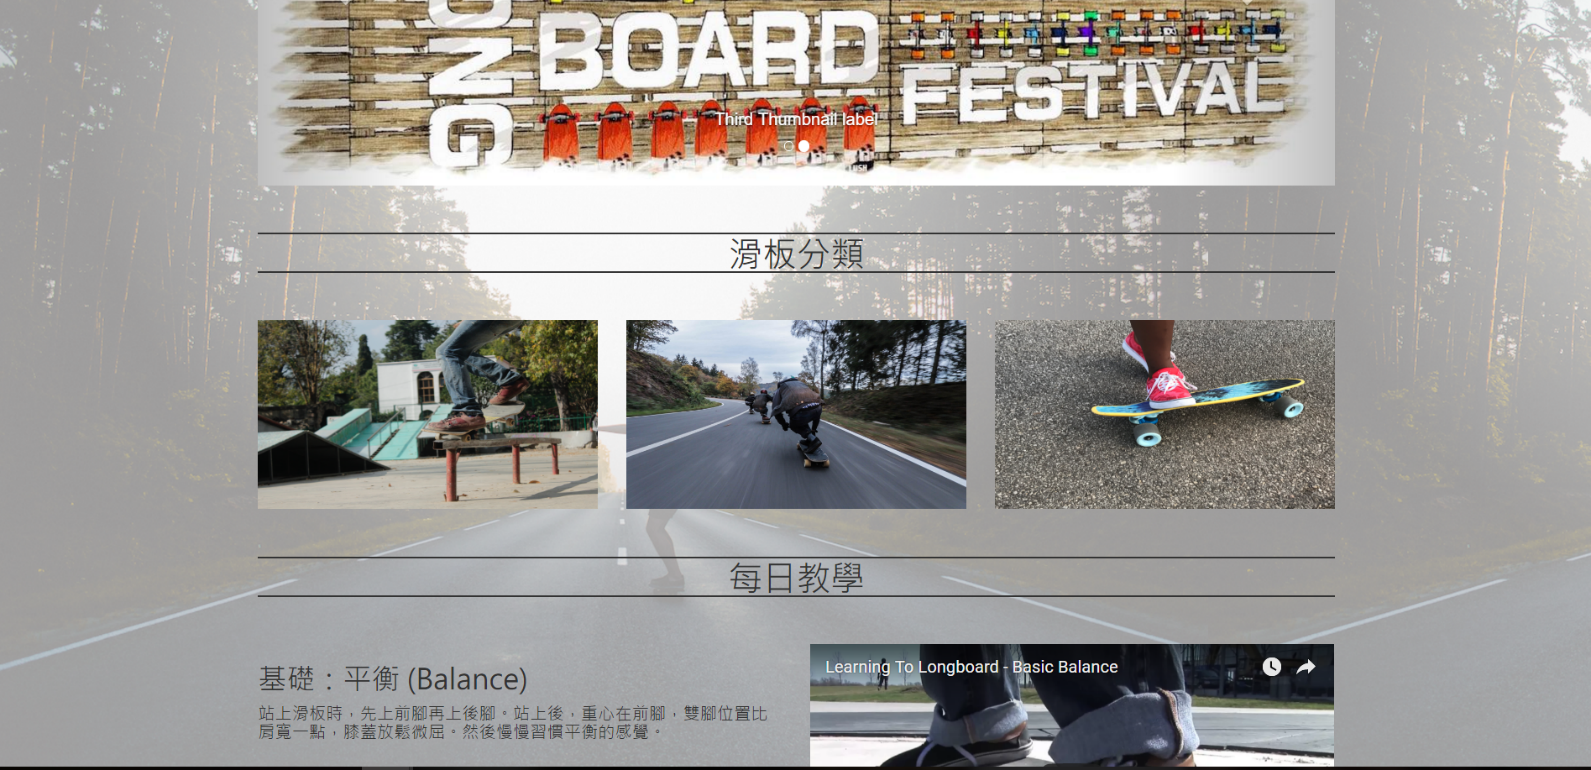 LONG
BOARD
FESTIVAL
Third Thumbnail label
滑板分類
每日教學
基礎：平衡 (Balance)
站上滑板時，先上前腳再上後腳。站上後，重心在前腳，雙腳位置比
肩寬一點，膝蓋放鬆微屈。然後慢慢習慣平衡的感覺。
Learning To Longboard - Basic Balance